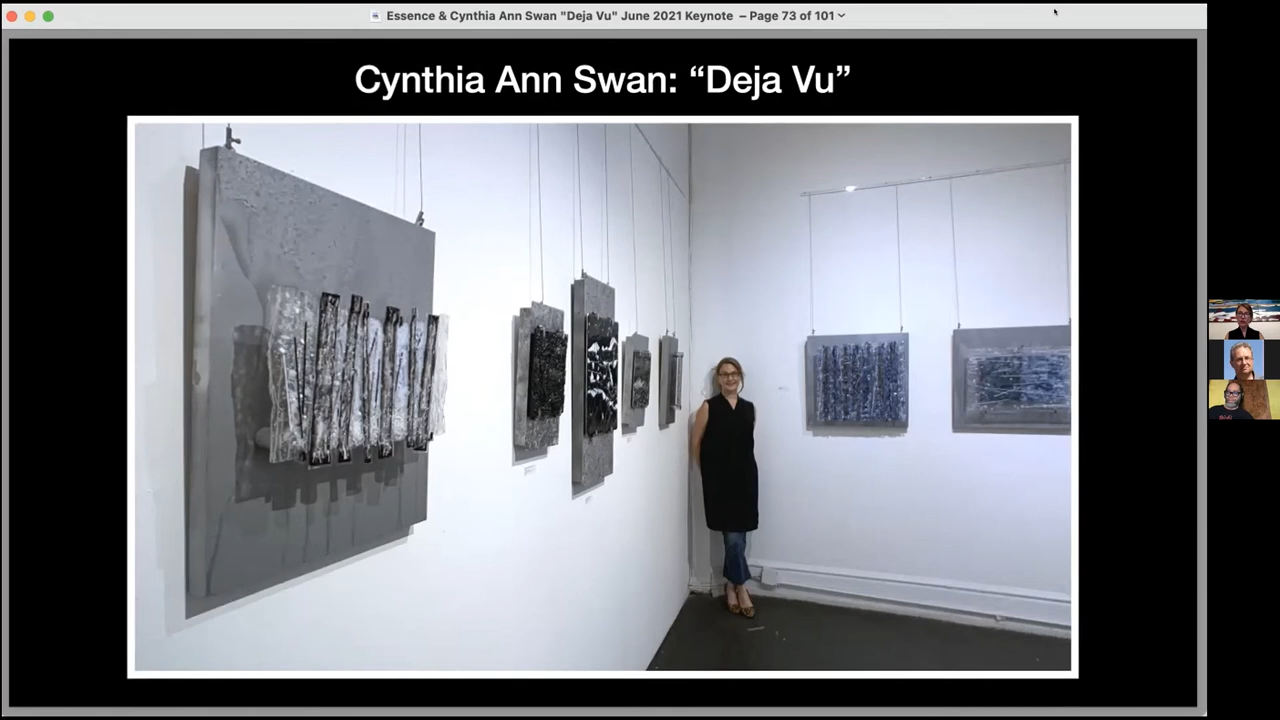 Essence & Cynthia Ann Swan "Deja Vu" June 2021 Keynote – Page 73 of 101
Cynthia Ann Swan: “Deja Vu”